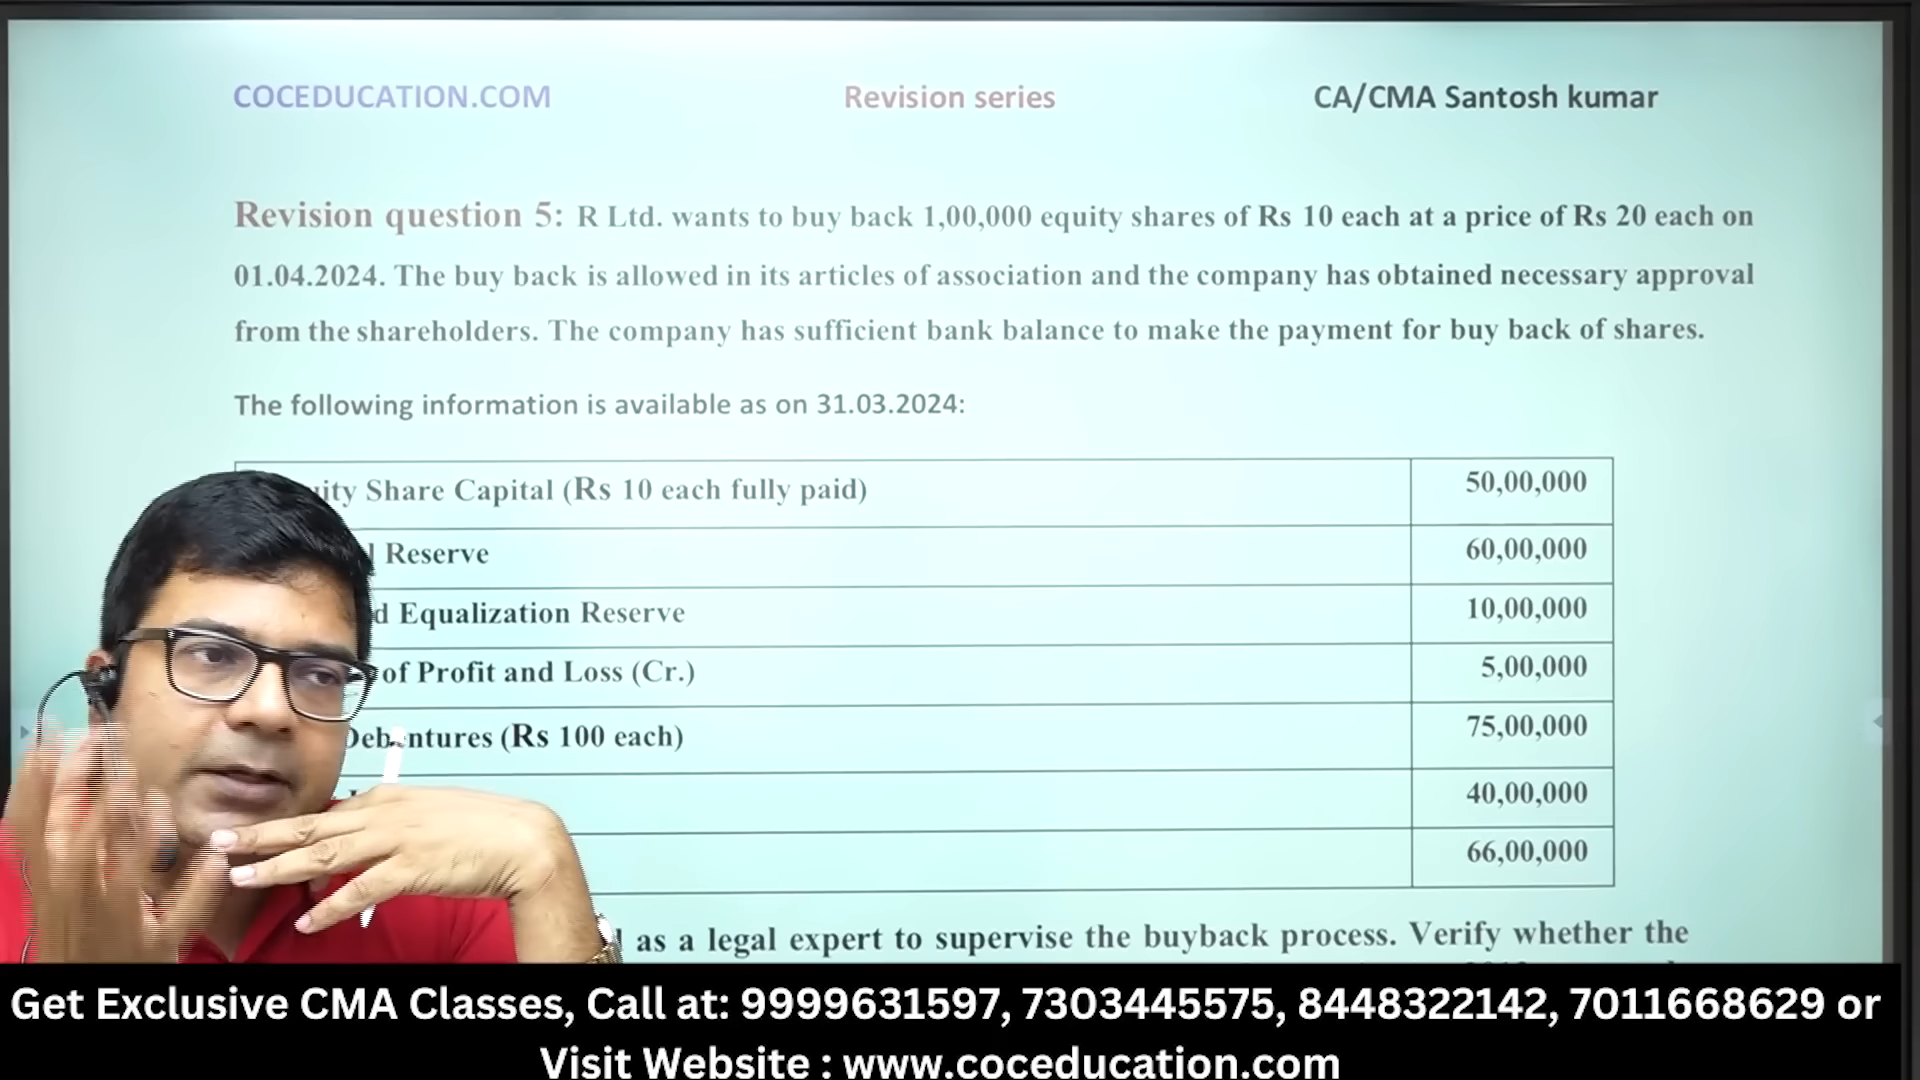 COCEDUCATION.COM Revision series CA/CMA Santosh kumar
Revision question 5: R Ltd. wants to buy back 1,00,000 equity shares of Rs 10 each at a price of Rs 20 each on
01.04.2024. The buy back is allowed in its articles of association and the company has obtained necessary approval
from the shareholders. The company has sufficient bank balance to make the payment for buy back of shares.
The following information is available as on 31.03.2024:
Share Capital (Rs 10 each fully paid) 50,00,000
Reserve 60,00,000
Equalization Reserve 10,00,000
of Profit and Loss (Cr.) 5,00,000
Debentures (Rs 100 each) 75,00,000
40,00,000
66,00,000
as a legal expert to supervise the buyback process. Verify whether the
Get Exclusive CMA Classes, Call at: 9999631597, 7303445575, 8448322142, 7011668629 or
Visit Website : www.coceducation.com